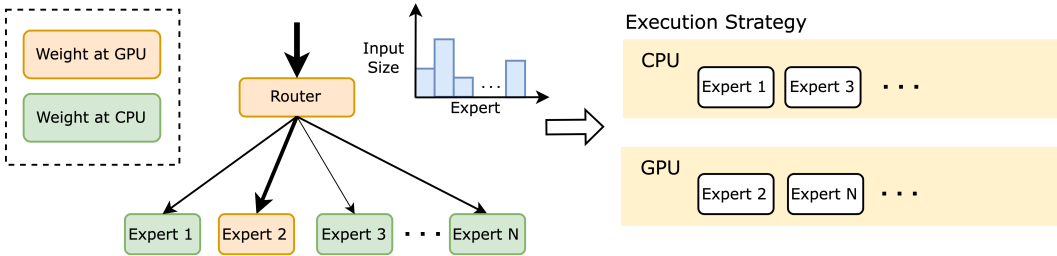 Weight at GPU
Weight at CPU
Router
Input
Size
...
Expert
Expert 1
Expert 2
Expert 3
...
Expert N
Execution Strategy
CPU
Expert 1
Expert 3
...
GPU
Expert 2
Expert N
...